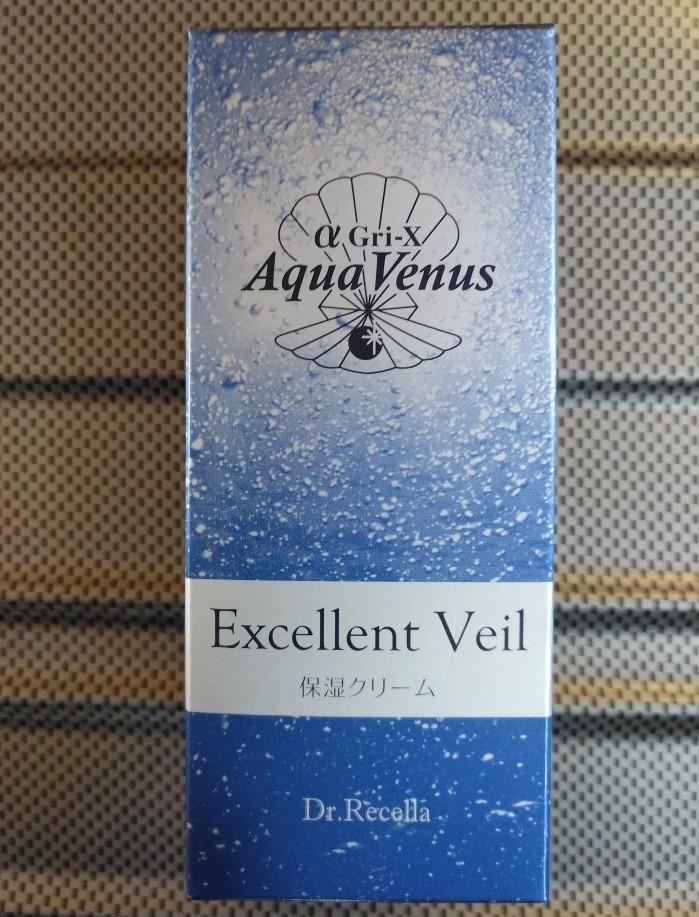 α Gri-X
Aqua Venus
Excellent Veil
保湿クリーム
Dr.Recella